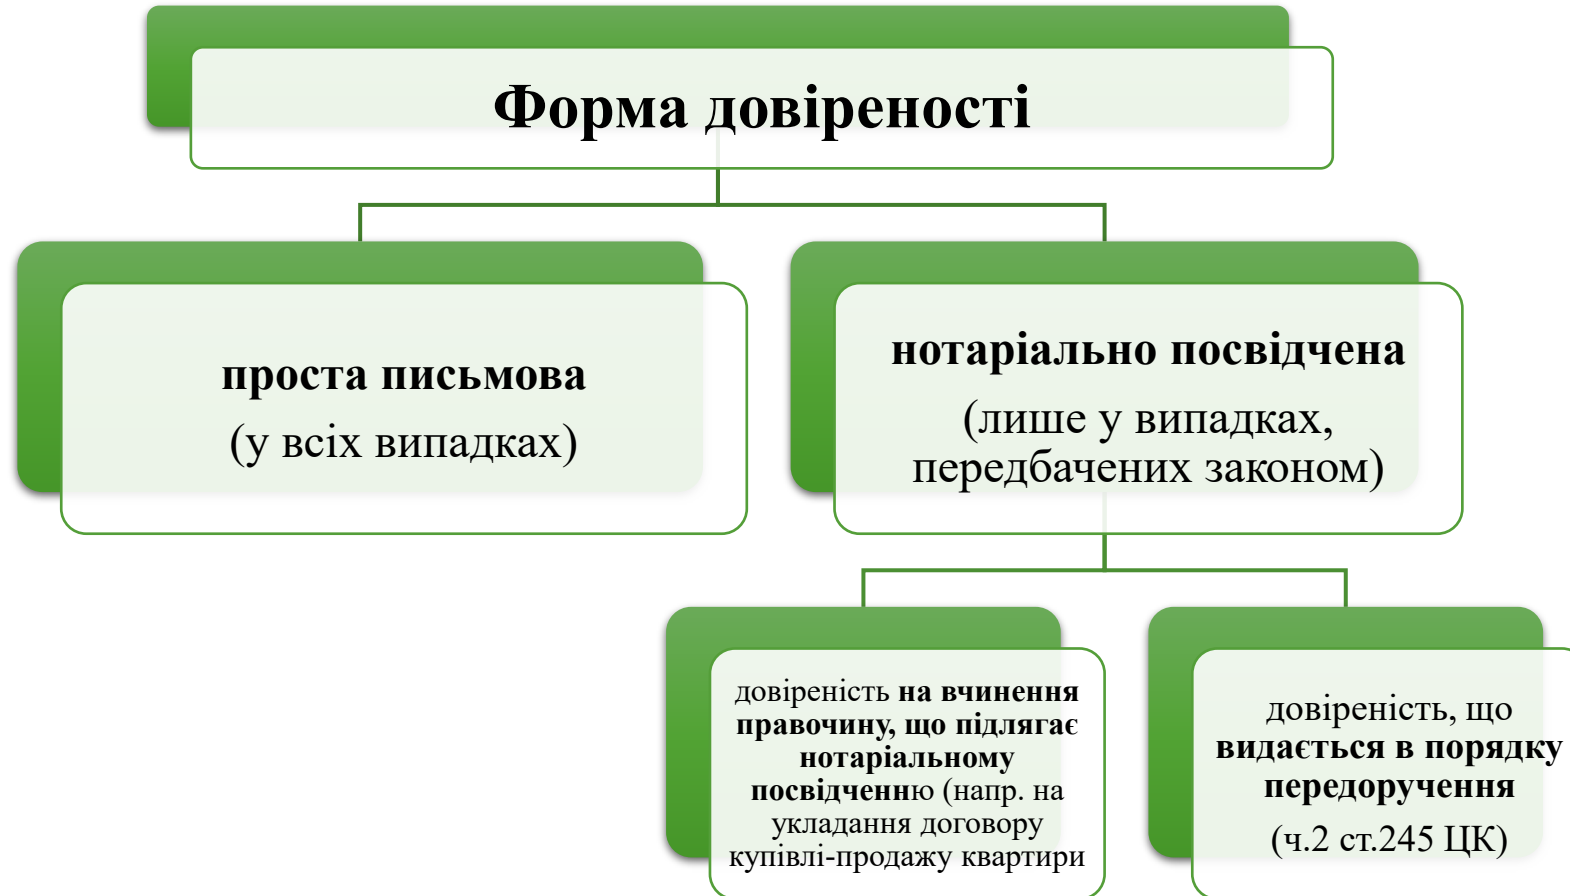 Форма довіреності
проста письмова
(у всіх випадках)
нотаріально посвідчена
(лише у випадках,
передбачених законом)
довіреність на вчинення
правочину, що підлягає
нотаріальному
посвідченню (напр. на
укладання договору
купівлі-продажу квартири
довіреність, що
видається в порядку
передоручення
(ч.2 ст.245 ЦК)